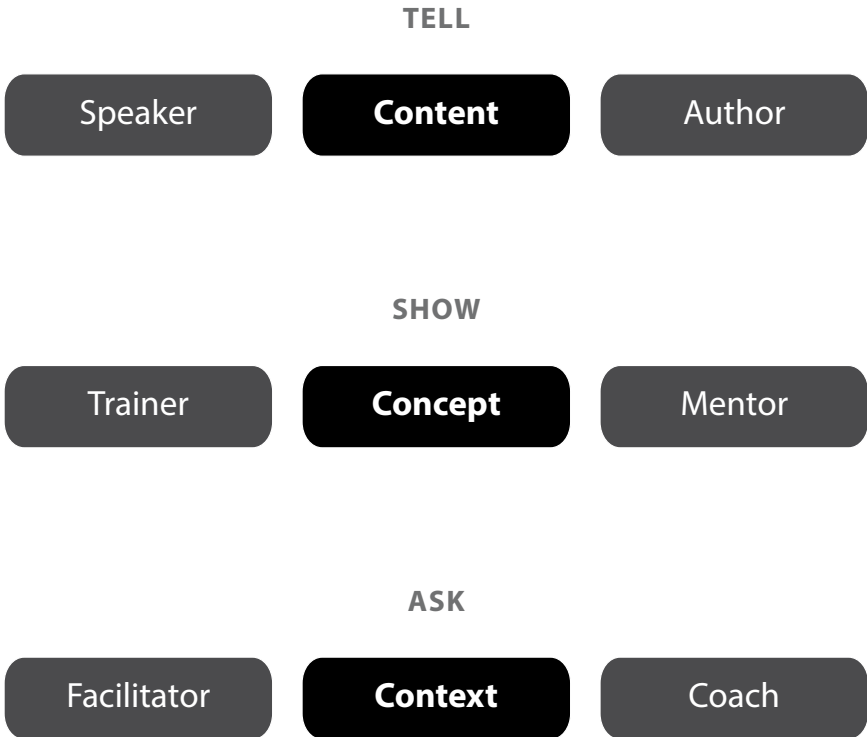 TELL
Speaker Content Author
SHOW
Trainer Concept Mentor
ASK
Facilitator Context Coach